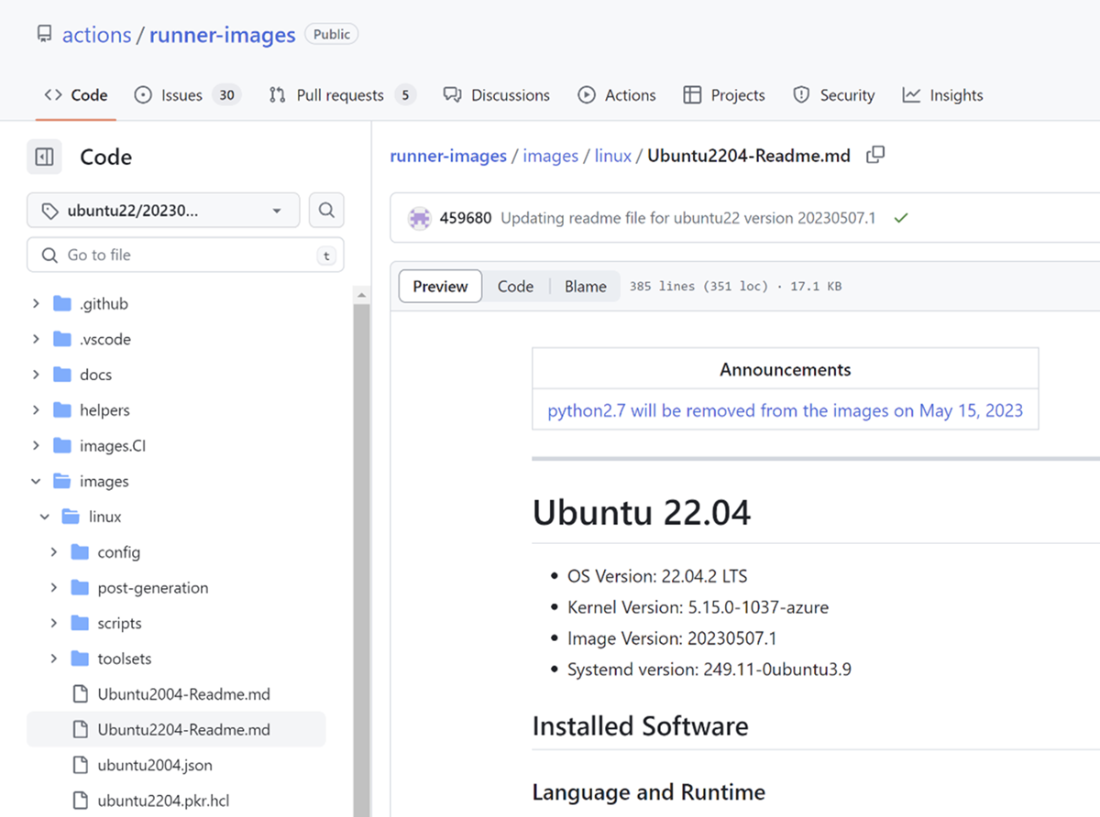 actions / runner-images Public
Code Issues 30 Pull requests 5 Discussions Actions Projects Security Insights
Code
ubuntu22/20230...
Go to file t
.github
.vscode
docs
helpers
images.CI
images
linux
config
post-generation
scripts
toolsets
Ubuntu2004-Readme.md
Ubuntu2204-Readme.md
ubuntu2004.json
ubuntu2204.pkr.hcl
runner-images / images / linux / Ubuntu2204-Readme.md
459680 Updating readme file for ubuntu22 version 20230507.1
Preview Code Blame 385 lines (351 loc) · 17.1 KB
Announcements
python2.7 will be removed from the images on May 15, 2023
Ubuntu 22.04
• OS Version: 22.04.2 LTS
• Kernel Version: 5.15.0-1037-azure
• Image Version: 20230507.1
• Systemd version: 249.11-0ubuntu3.9
Installed Software
Language and Runtime